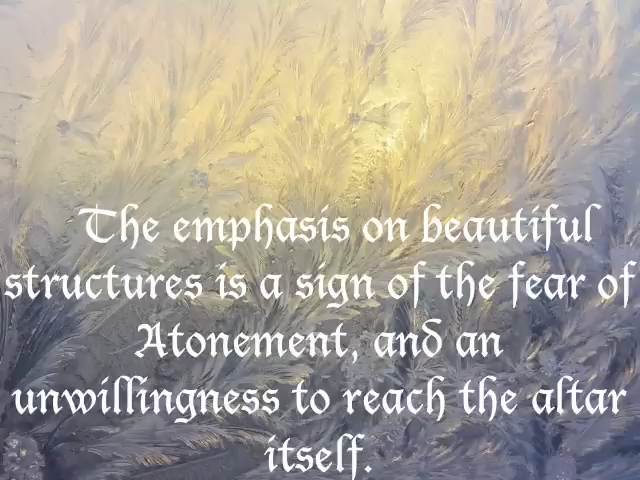 The emphasis on beautiful
structures is a sign of the fear of
Atonement, and an
unwillingness to reach the altar
itself.